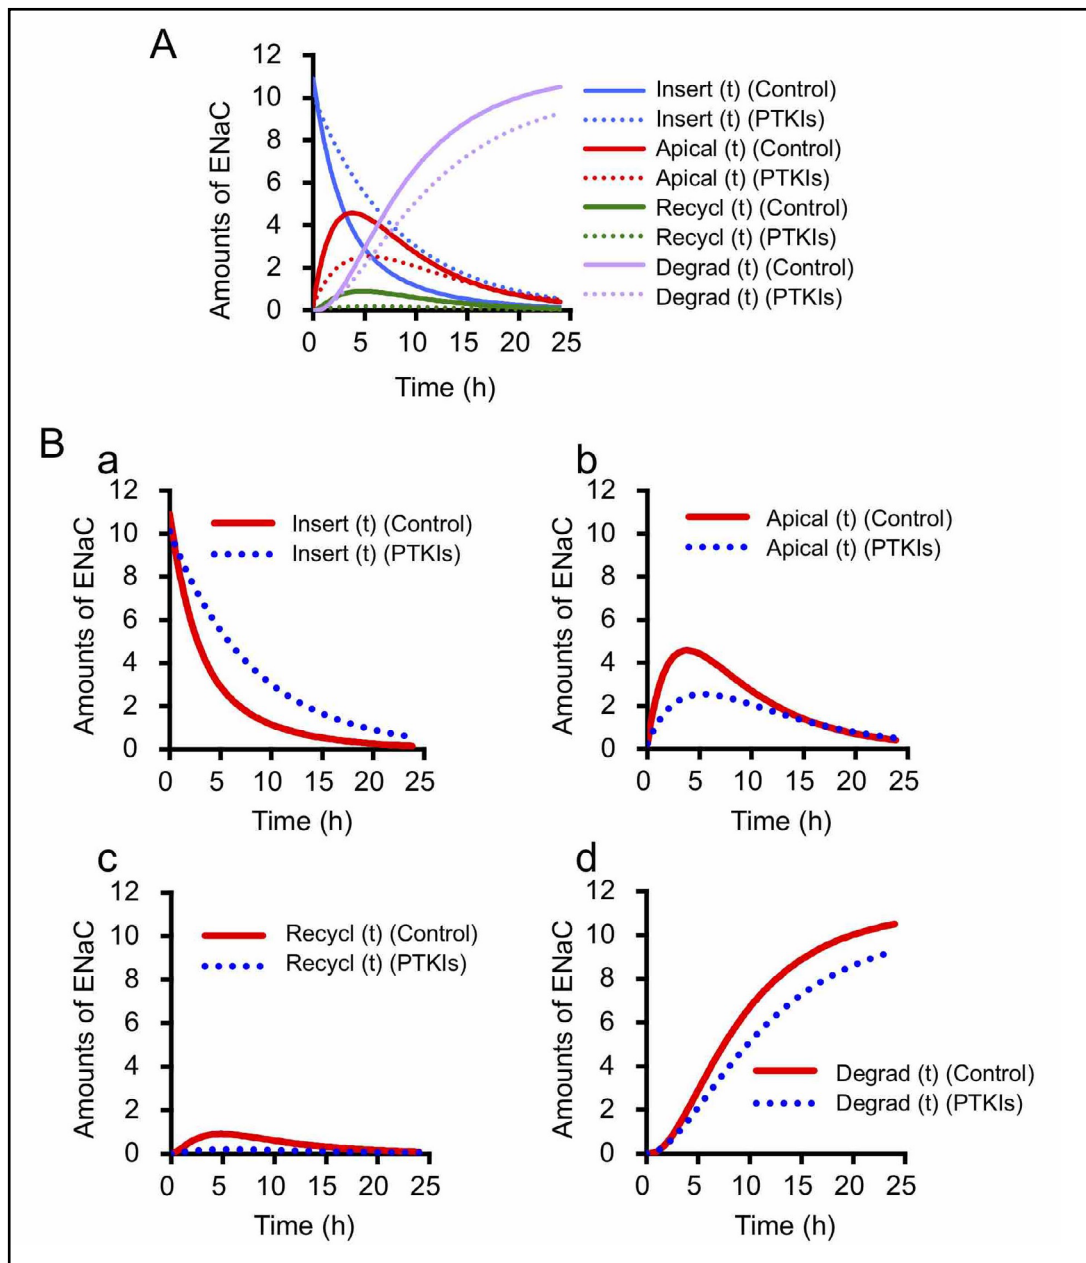 A
12
10
8
6
4
2
0
Amounts of ENaC
0 5 10 15 20 25
Time (h)
Insert (t) (Control)
Insert (t) (PTKIs)
Apical (t) (Control)
Apical (t) (PTKIs)
Recycl (t) (Control)
Recycl (t) (PTKIs)
Degrad (t) (Control)
Degrad (t) (PTKIs)
B
a
12
10
8
6
4
2
0
Amounts of ENaC
Insert (t) (Control)
Insert (t) (PTKIs)
0 5 10 15 20 25
Time (h)
b
12
10
8
6
4
2
0
Amounts of ENaC
Apical (t) (Control)
Apical (t) (PTKIs)
0 5 10 15 20 25
Time (h)
c
12
10
8
6
4
2
0
Amounts of ENaC
Recycl (t) (Control)
Recycl (t) (PTKIs)
0 5 10 15 20 25
Time (h)
d
12
10
8
6
4
2
0
Amounts of ENaC
Degrad (t) (Control)
Degrad (t) (PTKIs)
0 5 10 15 20 25
Time (h)